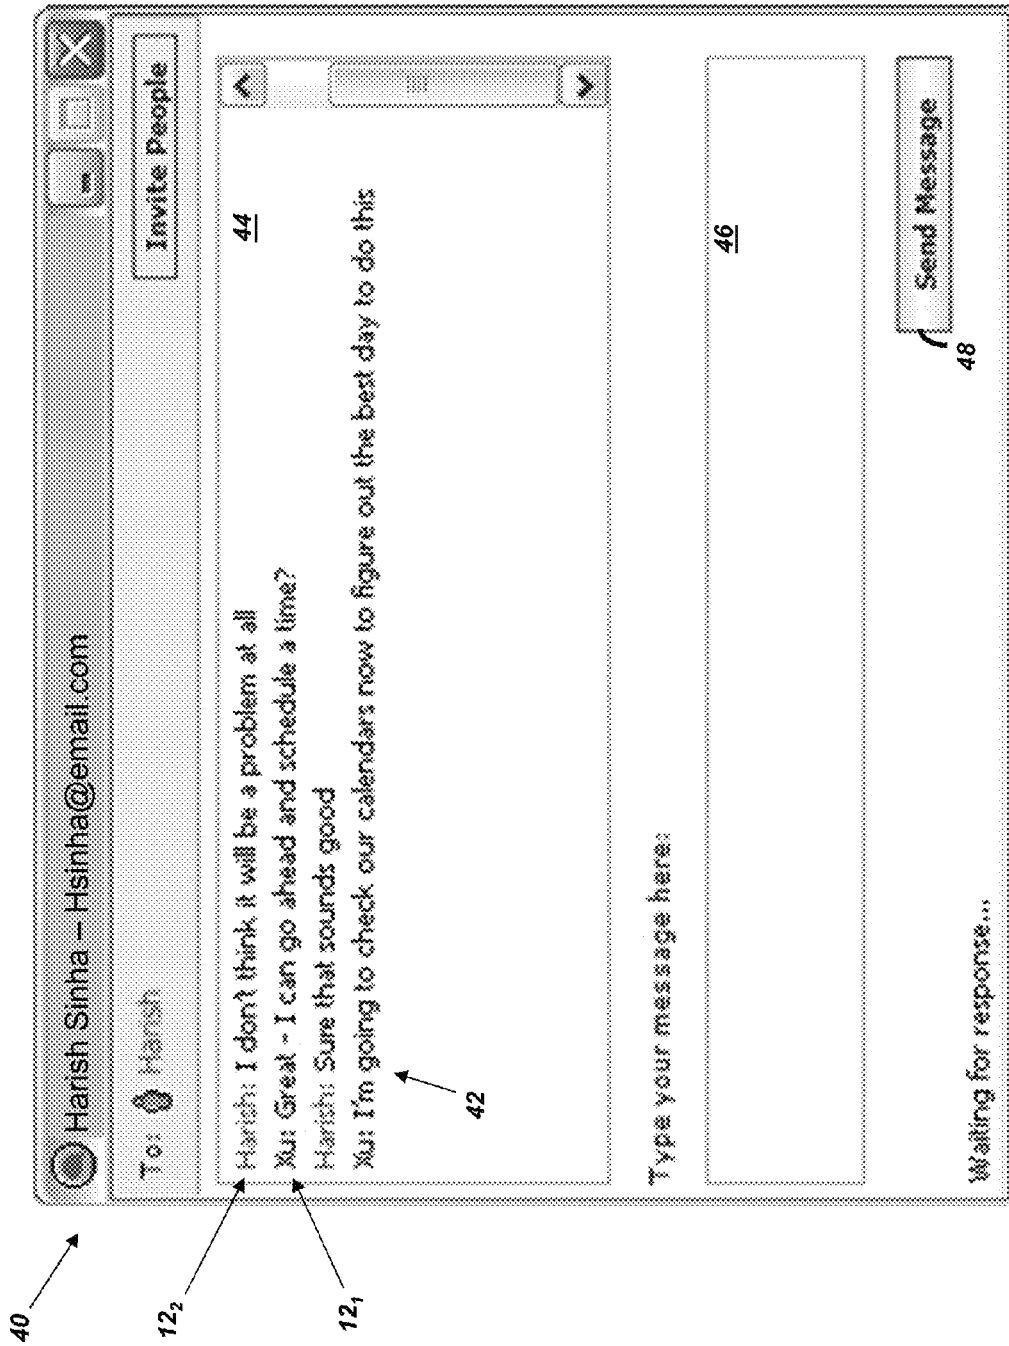 40
Harish Sinha – Hsinha@email.com
To: Harish
Invite People
12₂
Harish: I don't think it will be a problem at all
44
12₁
Xu: Great - I can go ahead and schedule a time?
Harish: Sure that sounds good
Xu: I'm going to check our calendars now to figure out the best day to do this
42
Type your message here:
46
Send Message
48
Waiting for response...